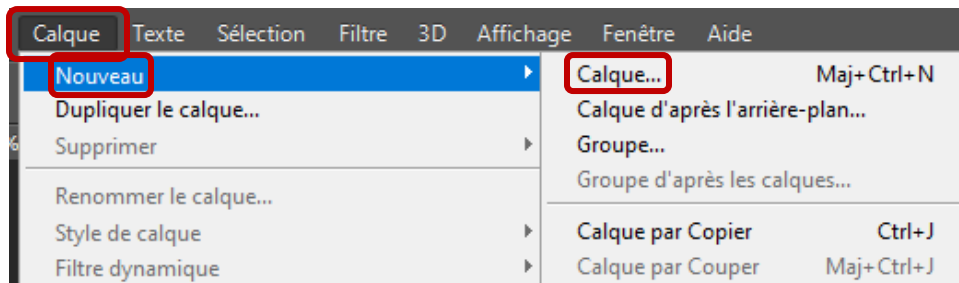 Calque Texte Sélection Filtre 3D Affichage Fenêtre Aide
Nouveau
Dupliquer le calque...
Supprimer
Renommer le calque...
Style de calque
Filtre dynamique
Calque... Maj+Ctrl+N
Calque d'après l'arrière-plan...
Groupe...
Groupe d'après les calques...
Calque par Copier Ctrl+J
Calque par Couper Maj+Ctrl+J
%